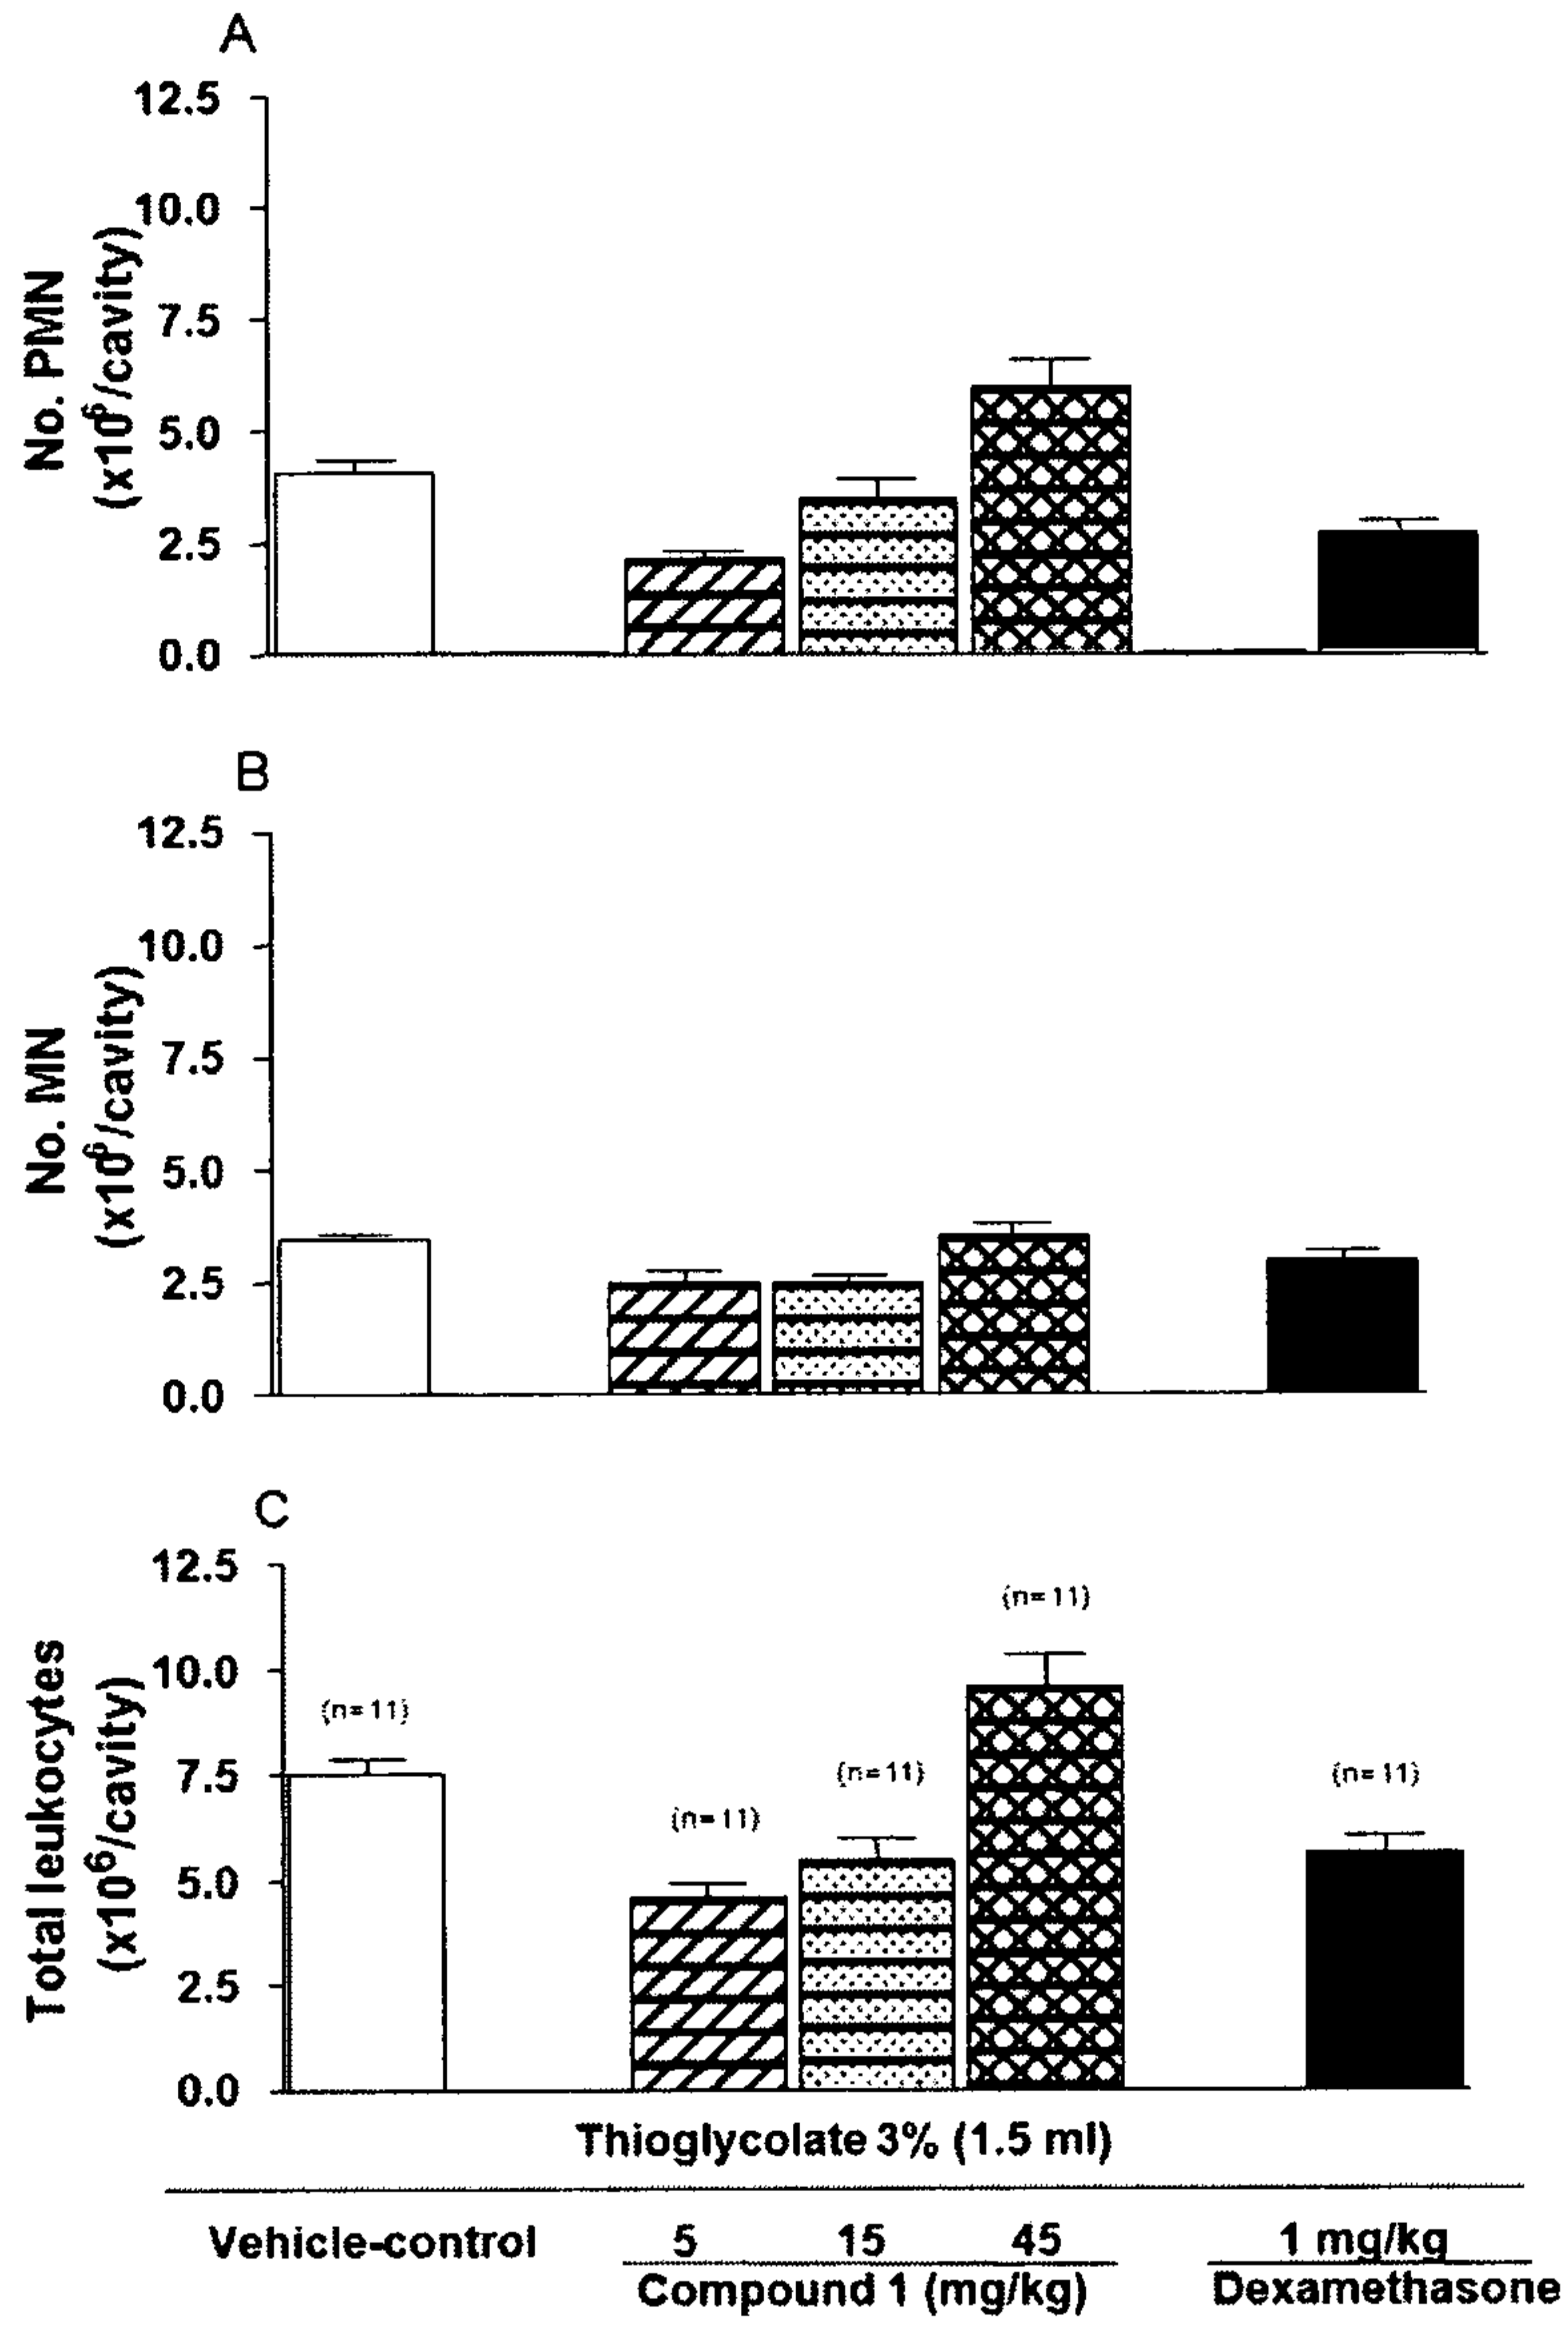 A
12.5
10.0
7.5
5.0
2.5
0.0
No. PMN
(x10⁶/cavity)
B
12.5
10.0
7.5
5.0
2.5
0.0
No. MN
(x10⁶/cavity)
C
12.5
10.0
7.5
5.0
2.5
0.0
Total leukocytes
(x10⁶/cavity)
(n=11)
(n=11)
(n=11)
(n=11)
(n=11)
Thioglycolate 3% (1.5 ml)
Vehicle-control 5 15 45 1 mg/kg
Compound 1 (mg/kg) Dexamethasone